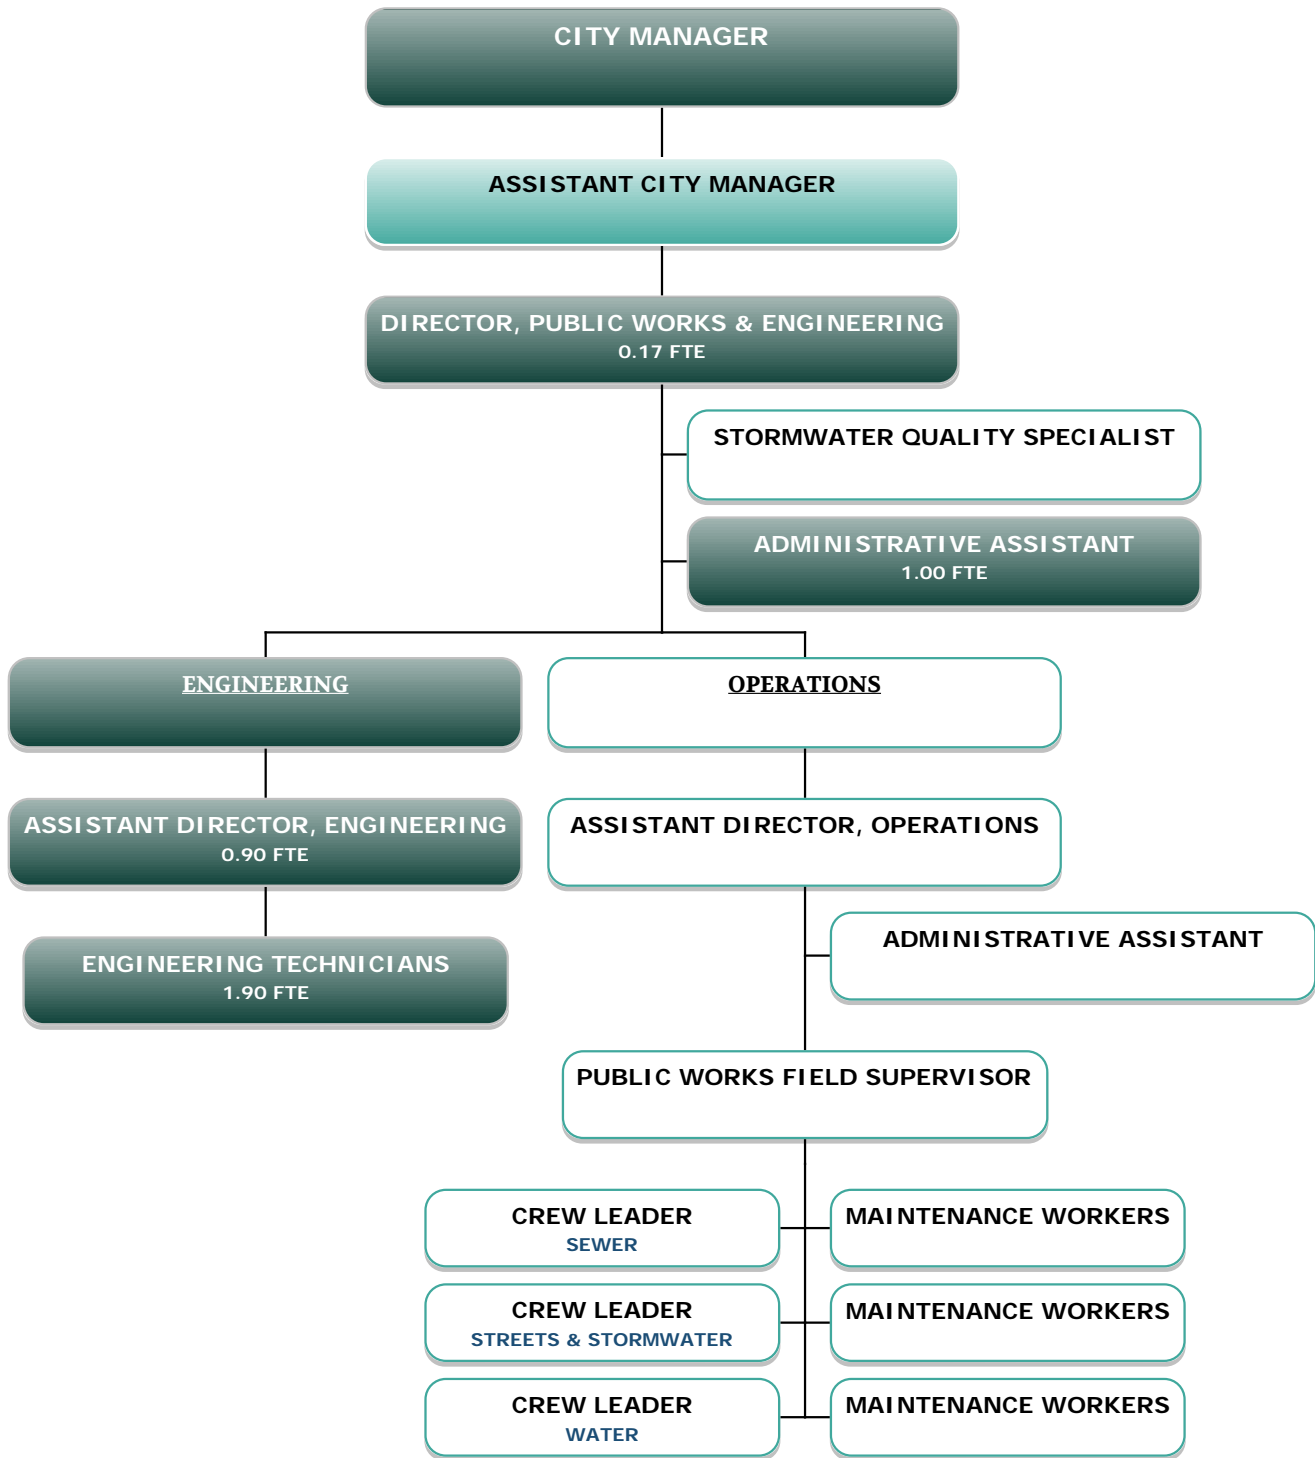 CITY MANAGER
ASSISTANT CITY MANAGER
DIRECTOR, PUBLIC WORKS & ENGINEERING
0.17 FTE
STORMWATER QUALITY SPECIALIST
ADMINISTRATIVE ASSISTANT
1.00 FTE
ENGINEERING
OPERATIONS
ASSISTANT DIRECTOR, ENGINEERING
0.90 FTE
ASSISTANT DIRECTOR, OPERATIONS
ADMINISTRATIVE ASSISTANT
ENGINEERING TECHNICIANS
1.90 FTE
PUBLIC WORKS FIELD SUPERVISOR
CREW LEADER
SEWER
MAINTENANCE WORKERS
CREW LEADER
STREETS & STORMWATER
MAINTENANCE WORKERS
CREW LEADER
WATER
MAINTENANCE WORKERS